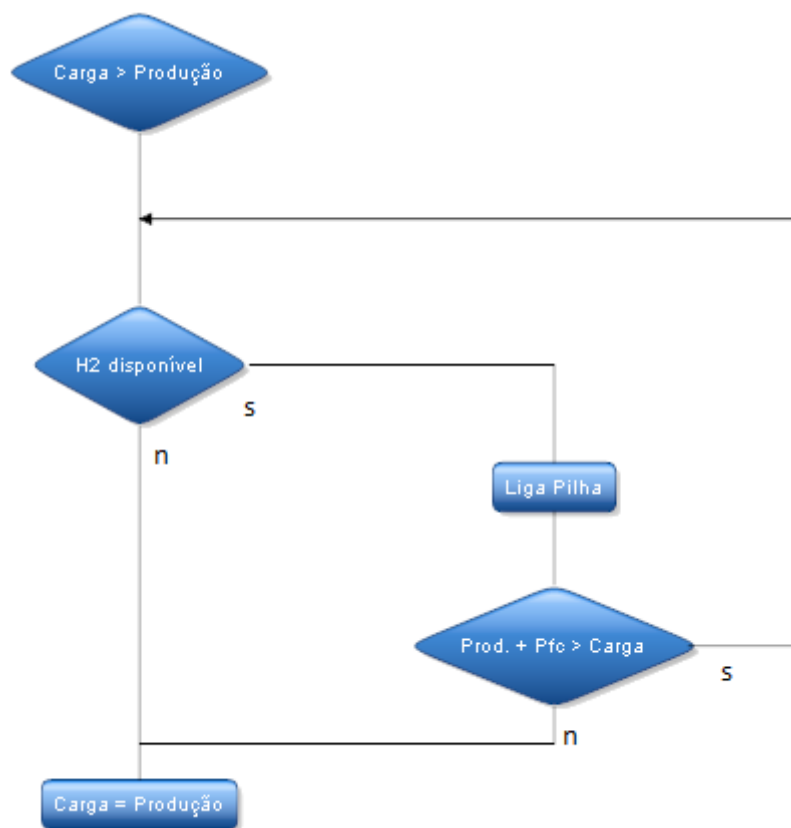 Carga > Produção
H2 disponível
s
n
Liga Pilha
Prod. + Pfc > Carga
s
n
Carga = Produção